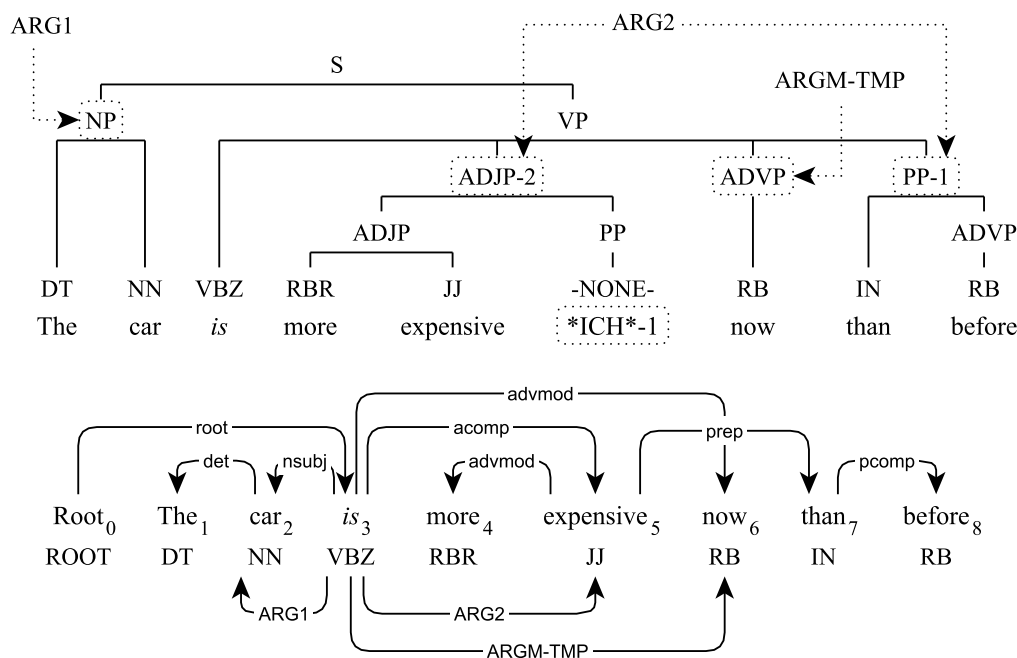 ARG1 ARG2
S ARGM-TMP
NP VP
ADJP-2 ADVP PP-1
ADJP PP ADVP
DT NN VBZ RBR JJ -NONE- RB IN RB
The car is more expensive *ICH*-1 now than before
advmod
root acomp prep
det nsubj advmod pcomp
Root0 The1 car2 is3 more4 expensive5 now6 than7 before8
ROOT DT NN VBZ RBR JJ RB IN RB
ARG1 ARG2
ARGM-TMP